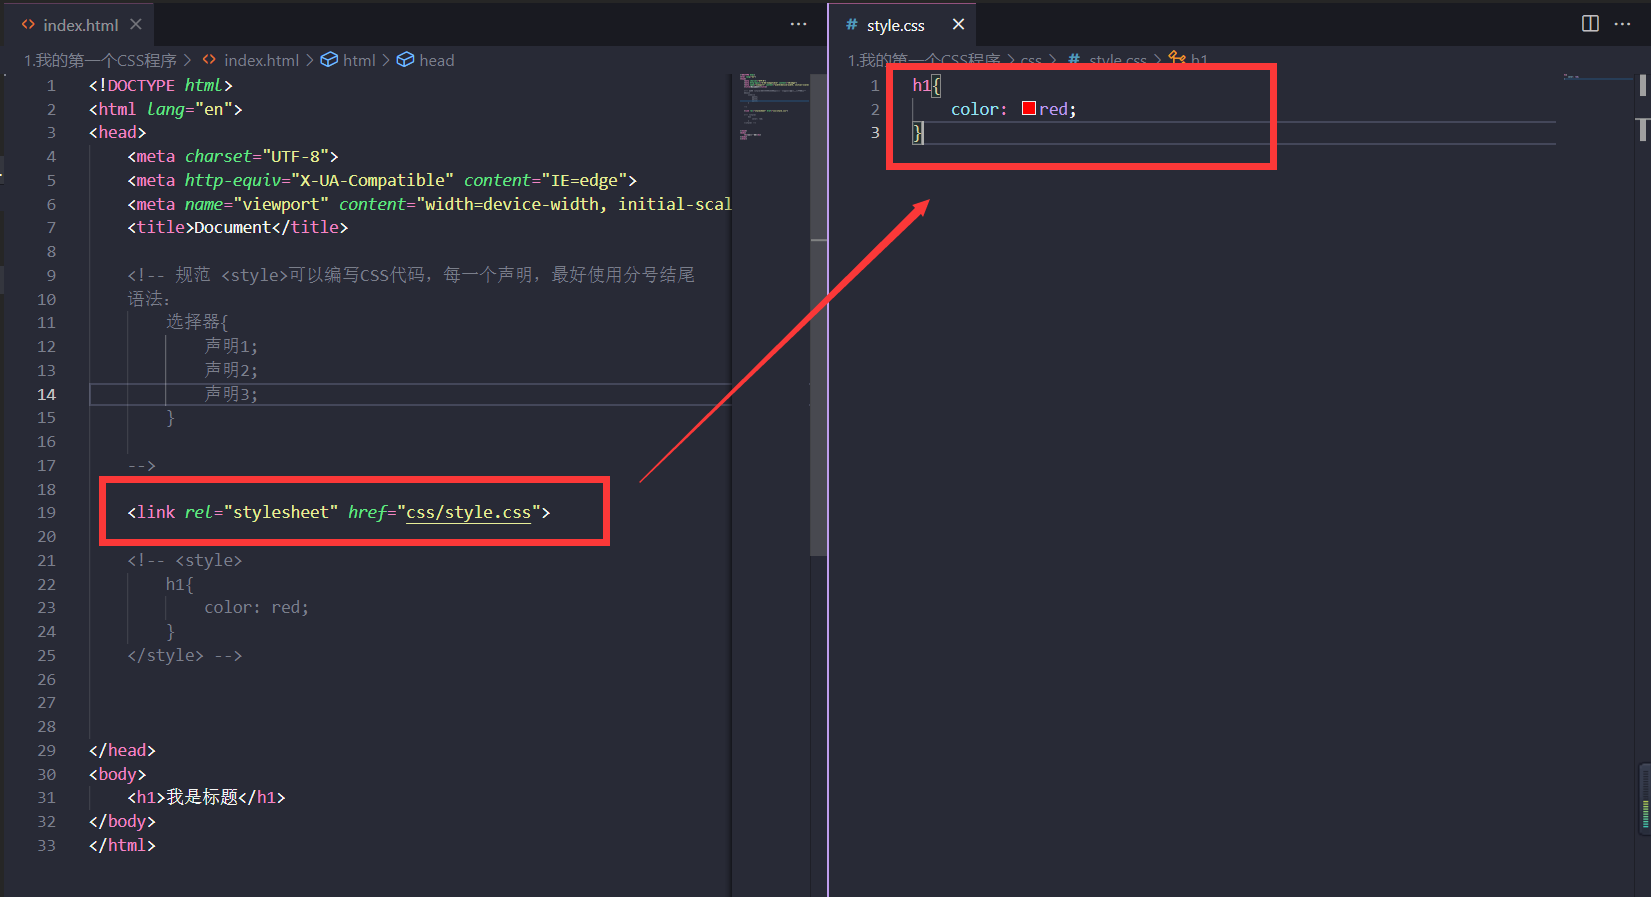 index.html
1.我的第一个CSS程序 > index.html > html > head
1 <!DOCTYPE html>
2 <html lang="en">
3 <head>
4 <meta charset="UTF-8">
5 <meta http-equiv="X-UA-Compatible" content="IE=edge">
6 <meta name="viewport" content="width=device-width, initial-scal
7 <title>Document</title>
8
9 <!-- 规范 <style>可以编写CSS代码，每一个声明，最好使用分号结尾
10 语法：
11 选择器{
12 声明1;
13 声明2;
14 声明3;
15 }
16
17 -->
18
19 <link rel="stylesheet" href="css/style.css">
20
21 <!-- <style>
22 h1{
23 color: red;
24 }
25 </style> -->
26
27
28
29 </head>
30 <body>
31 <h1>我是标题</h1>
32 </body>
33 </html>
# style.css
1.我的第一个CSS程序 > css > # style.css > h1
1 h1{
2 color: red;
3 }